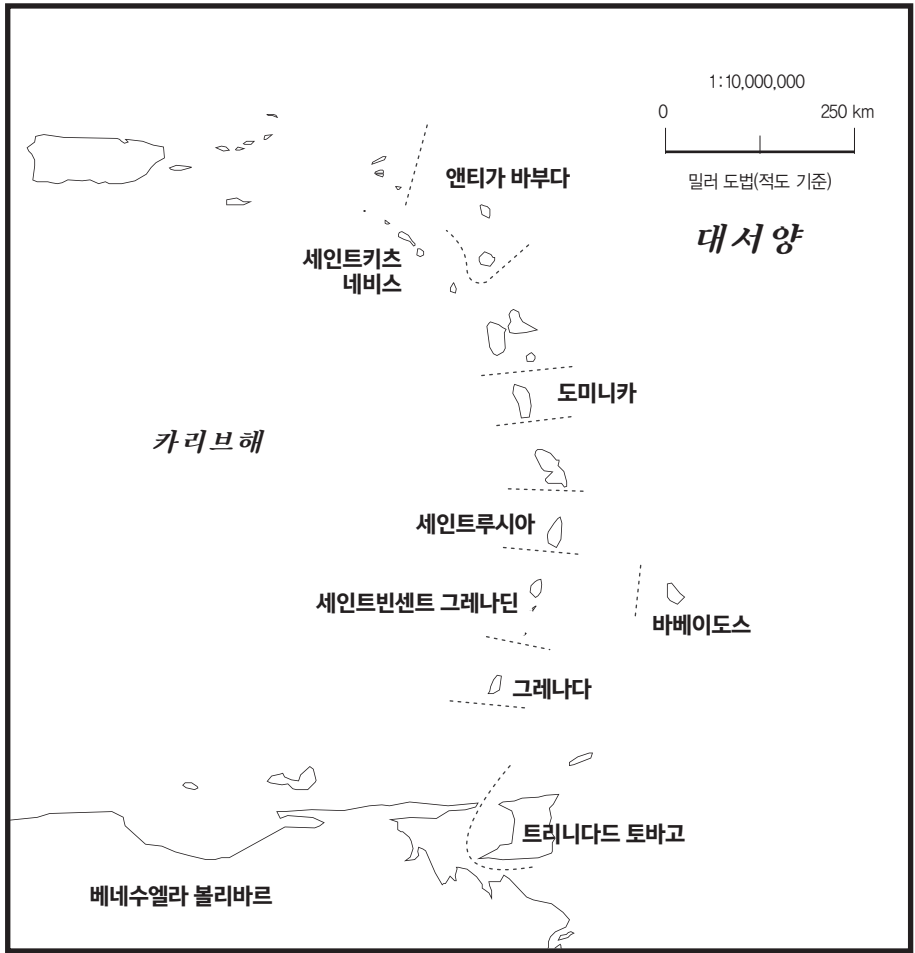 1:10,000,000
0
250 km
밀러 도법(적도 기준)
앤티가 바부다
대서양
세인트키츠
네비스
도미니카
카리브해
세인트루시아
세인트빈센트 그레나딘
바베이도스
그레나다
트리니다드 토바고
베네수엘라 볼리바르